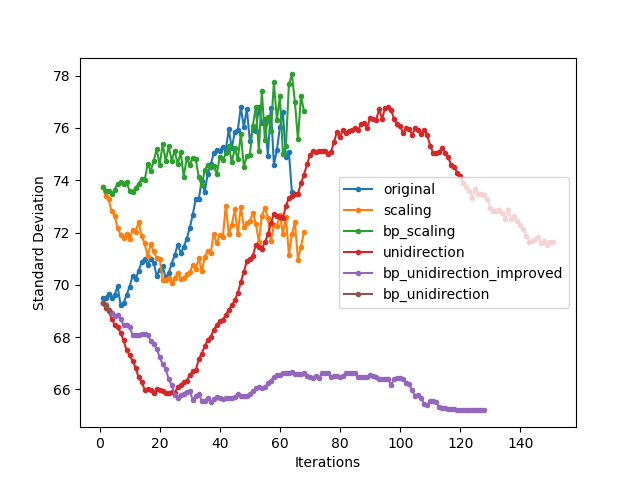 78
76
74
72
70
68
66
Standard Deviation
0
20
40
60
80
100
120
140
Iterations
original
scaling
bp_scaling
unidirection
bp_unidirection_improved
bp_unidirection